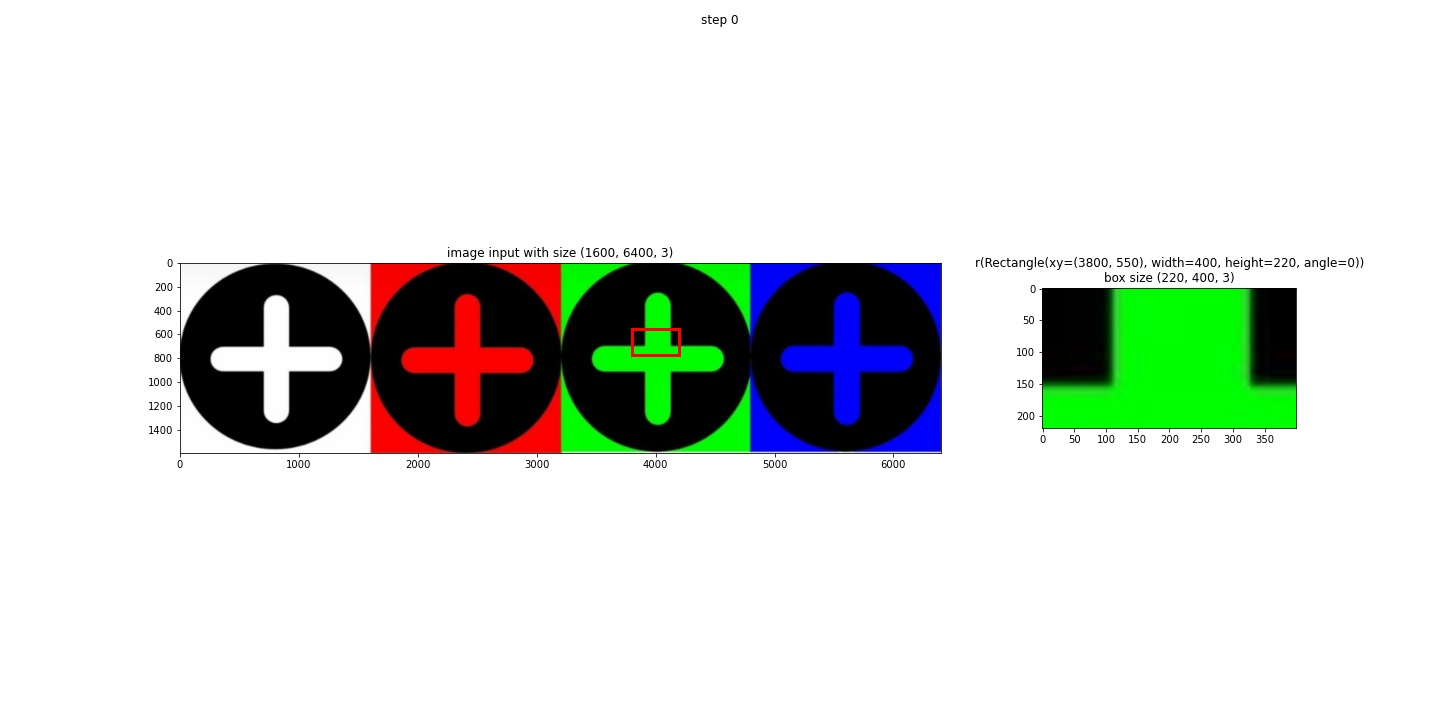 step 0
image input with size (1600, 6400, 3)
0
200
400
600
800
1000
1200
1400
0 1000 2000 3000 4000 5000 6000
r(Rectangle(xy=(3800, 550), width=400, height=220, angle=0))
box size (220, 400, 3)
0
50
100
150
200
0 50 100 150 200 250 300 350